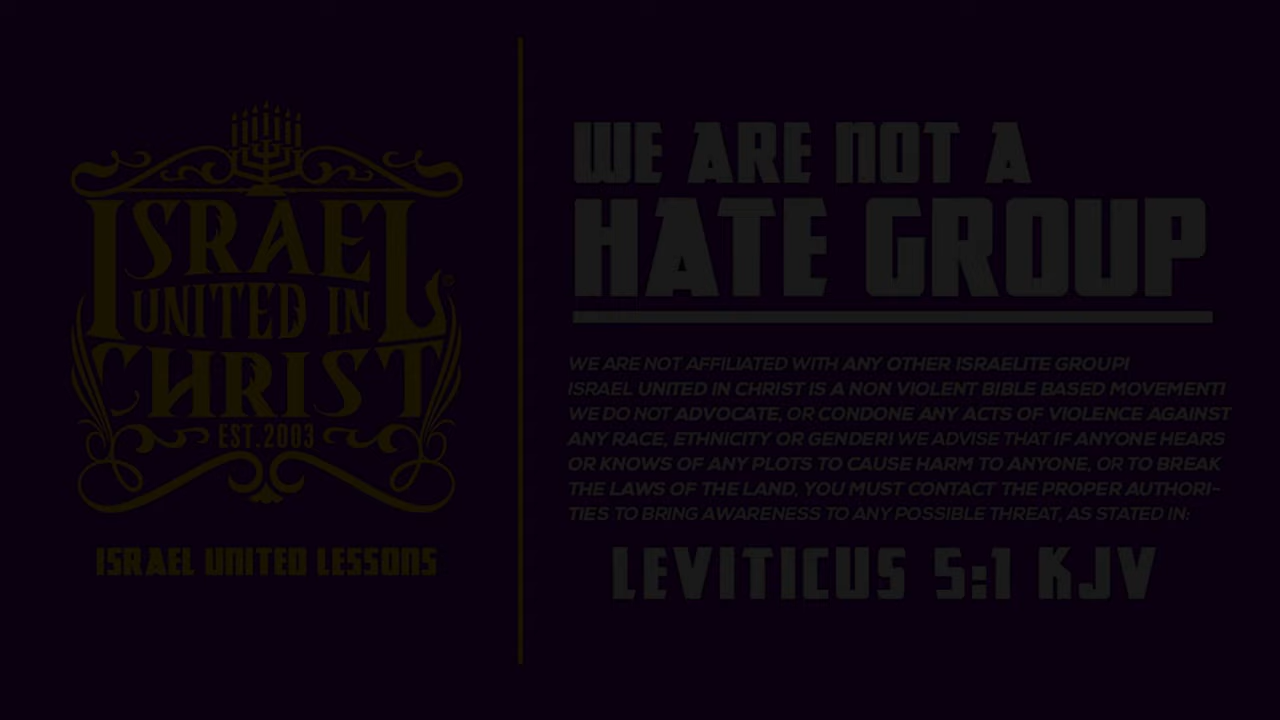 ISRAEL
UNITED IN
CHRIST
EST.2003
ISRAEL UNITED LESSONS
WE ARE NOT A
HATE GROUP
WE ARE NOT AFFILIATED WITH ANY OTHER ISRAELITE GROUP!
ISRAEL UNITED IN CHRIST IS A NON VIOLENT BIBLE BASED MOVEMENT!
WE DO NOT ADVOCATE, OR CONDONE ANY ACTS OF VIOLENCE AGAINST
ANY RACE, ETHNICITY OR GENDER! WE ADVISE THAT IF ANYONE HEARS
OR KNOWS OF ANY PLOTS TO CAUSE HARM TO ANYONE, OR TO BREAK
THE LAWS OF THE LAND, YOU MUST CONTACT THE PROPER AUTHORI-
TIES TO BRING AWARENESS TO ANY POSSIBLE THREAT, AS STATED IN:
LEVITICUS 5:1 KJV